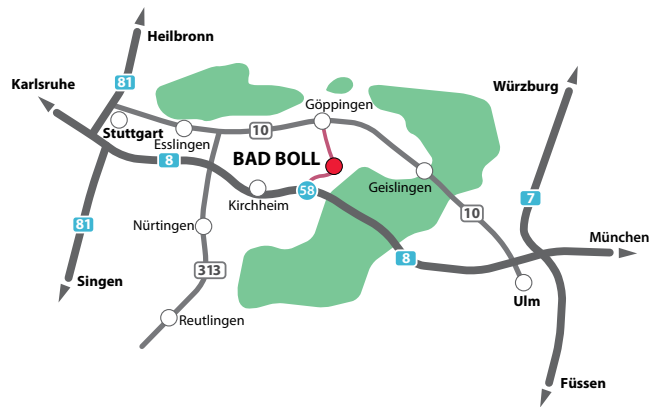 Heilbronn
Karlsruhe
81
Würzburg
Göppingen
Stuttgart
Esslingen
10
BAD BOLL
8
Geislingen
58
Kirchheim
7
10
81
Nürtingen
München
8
313
Singen
Ulm
Reutlingen
Füssen